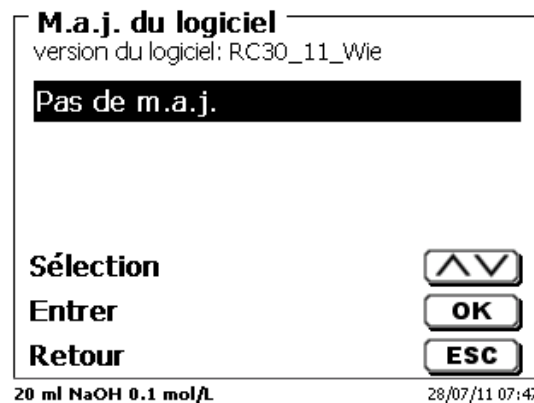 M.a.j. du logiciel
version du logiciel: RC30_11_Wie
Pas de m.a.j.
Sélection
Entrer OK
Retour ESC
20 ml NaOH 0.1 mol/L 28/07/11 07:47